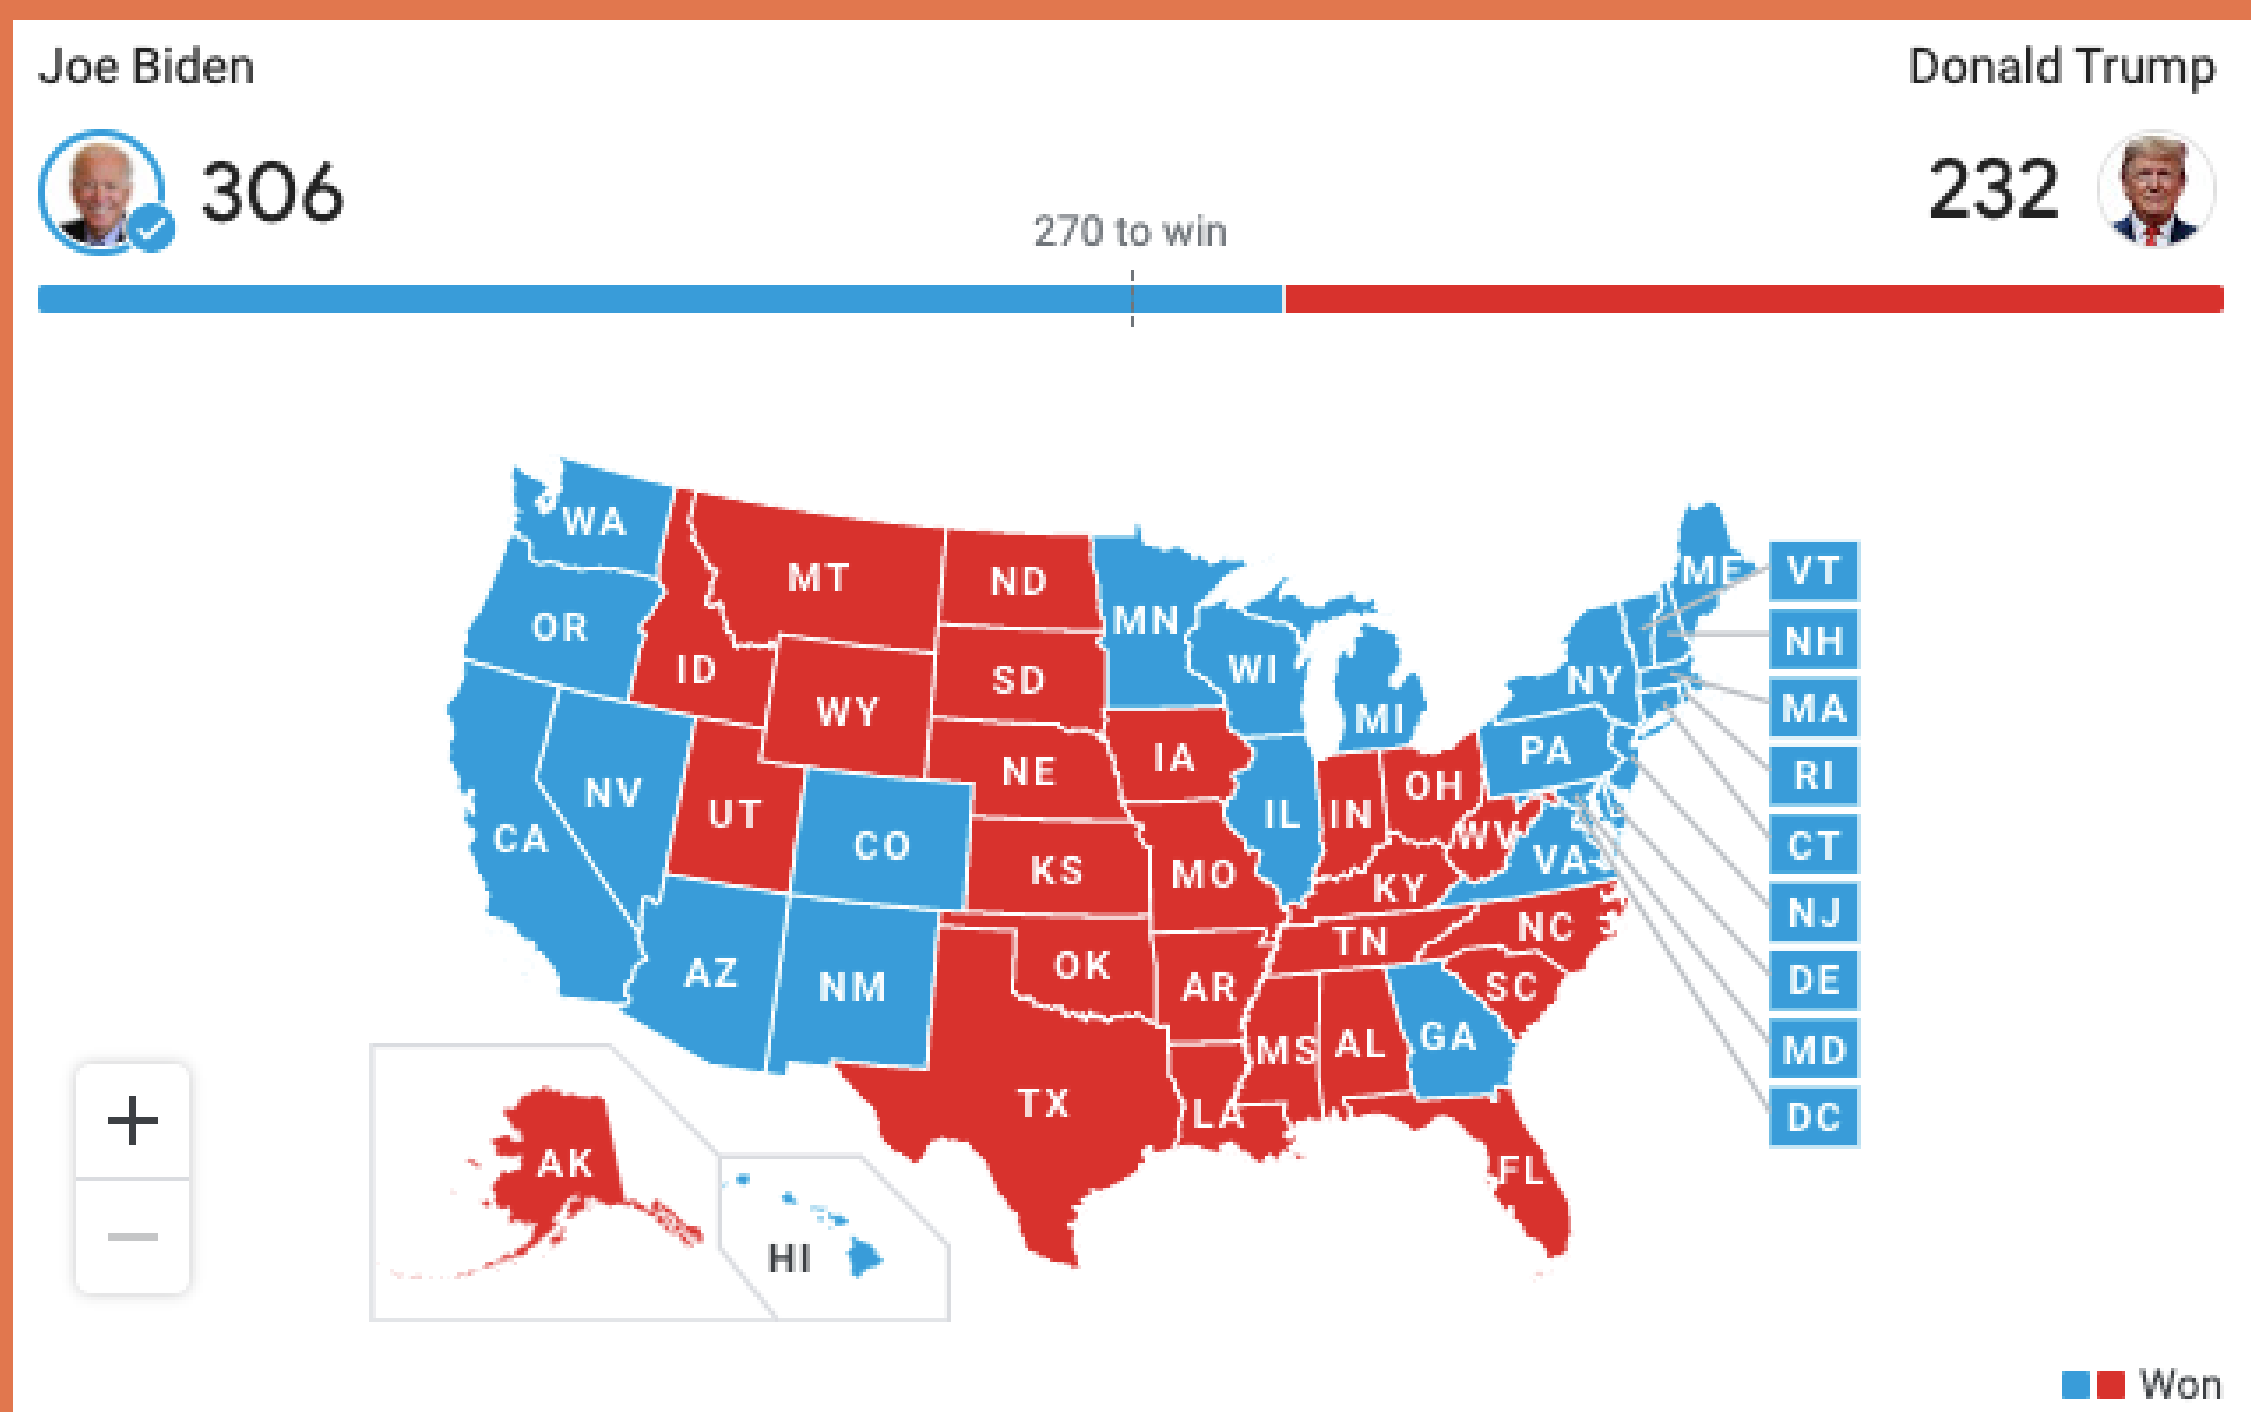 Joe Biden
Donald Trump
306
232
270 to win
WA
MT
ND
MN
ME
VT
OR
ID
SD
WI
NH
WY
MI
NY
MA
NE
IA
PA
RI
NV
UT
CO
IL
IN
OH
CT
CA
KS
MO
WV
VA
KY
NJ
AZ
NM
OK
AR
TN
NC
DE
SC
MS
AL
GA
MD
TX
LA
DC
AK
FL
HI
Won